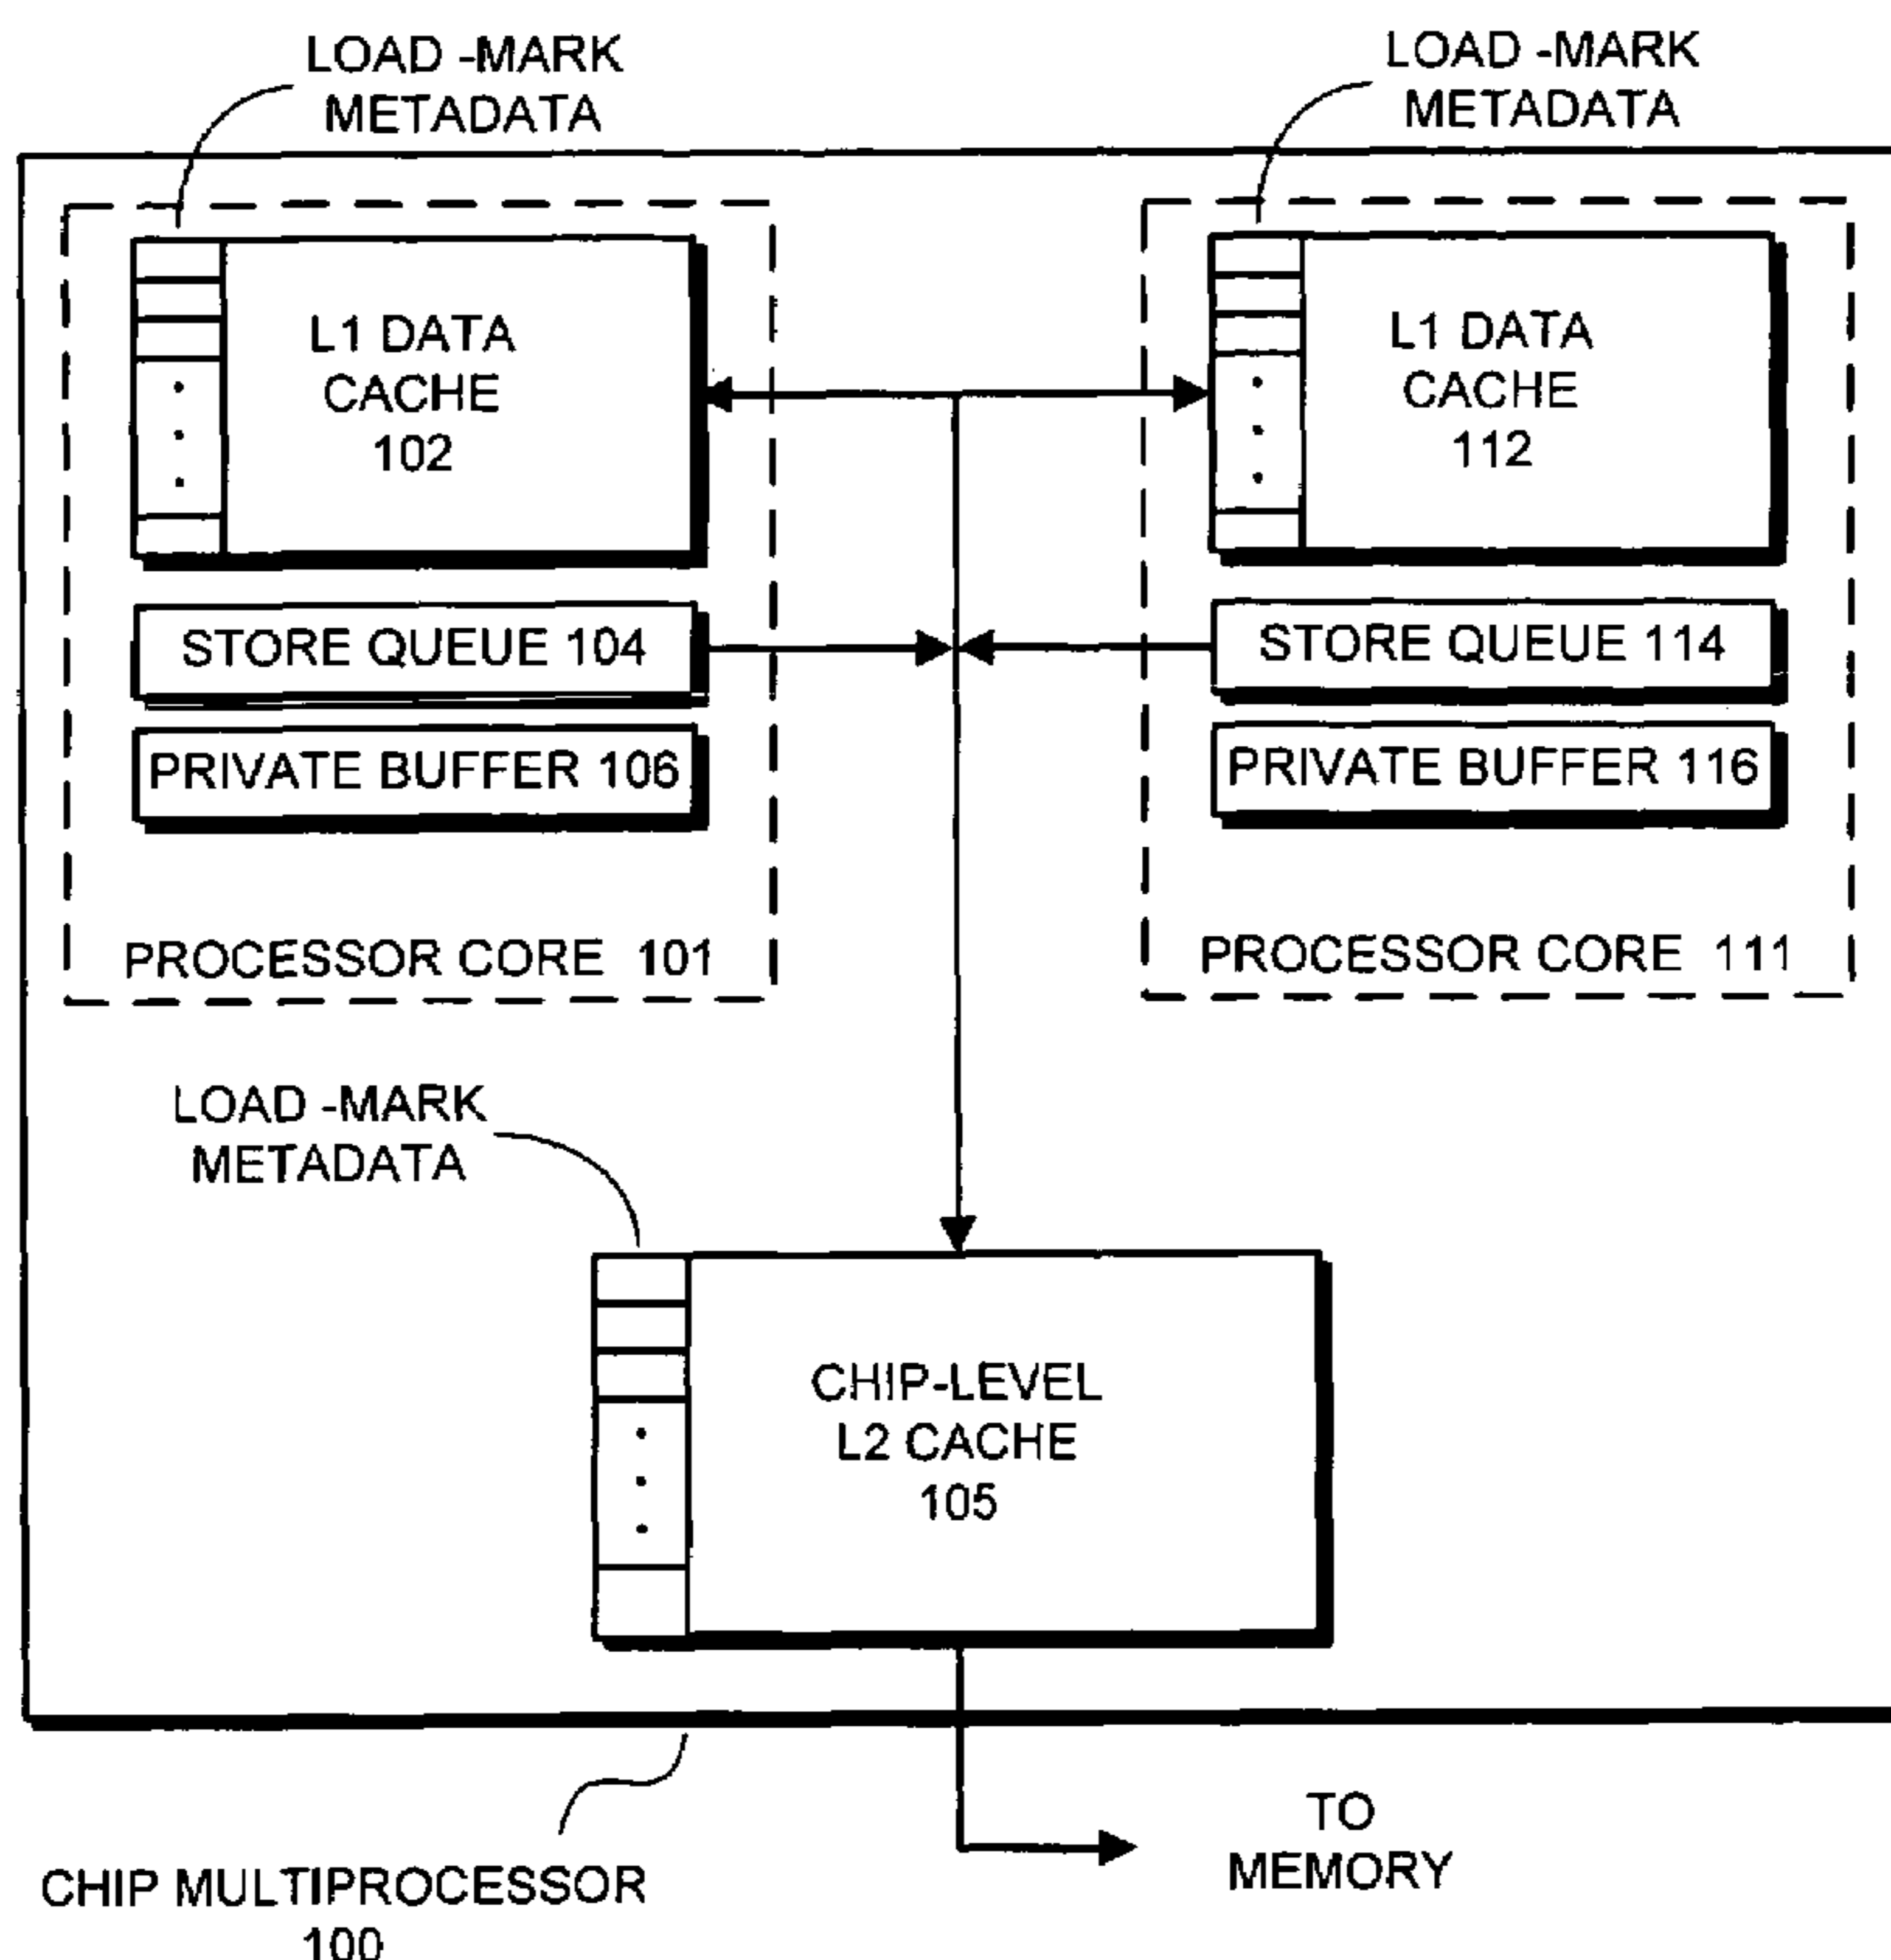 LOAD -MARK
METADATA
LOAD -MARK
METADATA
L1 DATA
CACHE
102
STORE QUEUE 104
PRIVATE BUFFER 106
PROCESSOR CORE 101
L1 DATA
CACHE
112
STORE QUEUE 114
PRIVATE BUFFER 116
PROCESSOR CORE 111
LOAD -MARK
METADATA
CHIP-LEVEL
L2 CACHE
105
CHIP MULTIPROCESSOR
100
TO
MEMORY